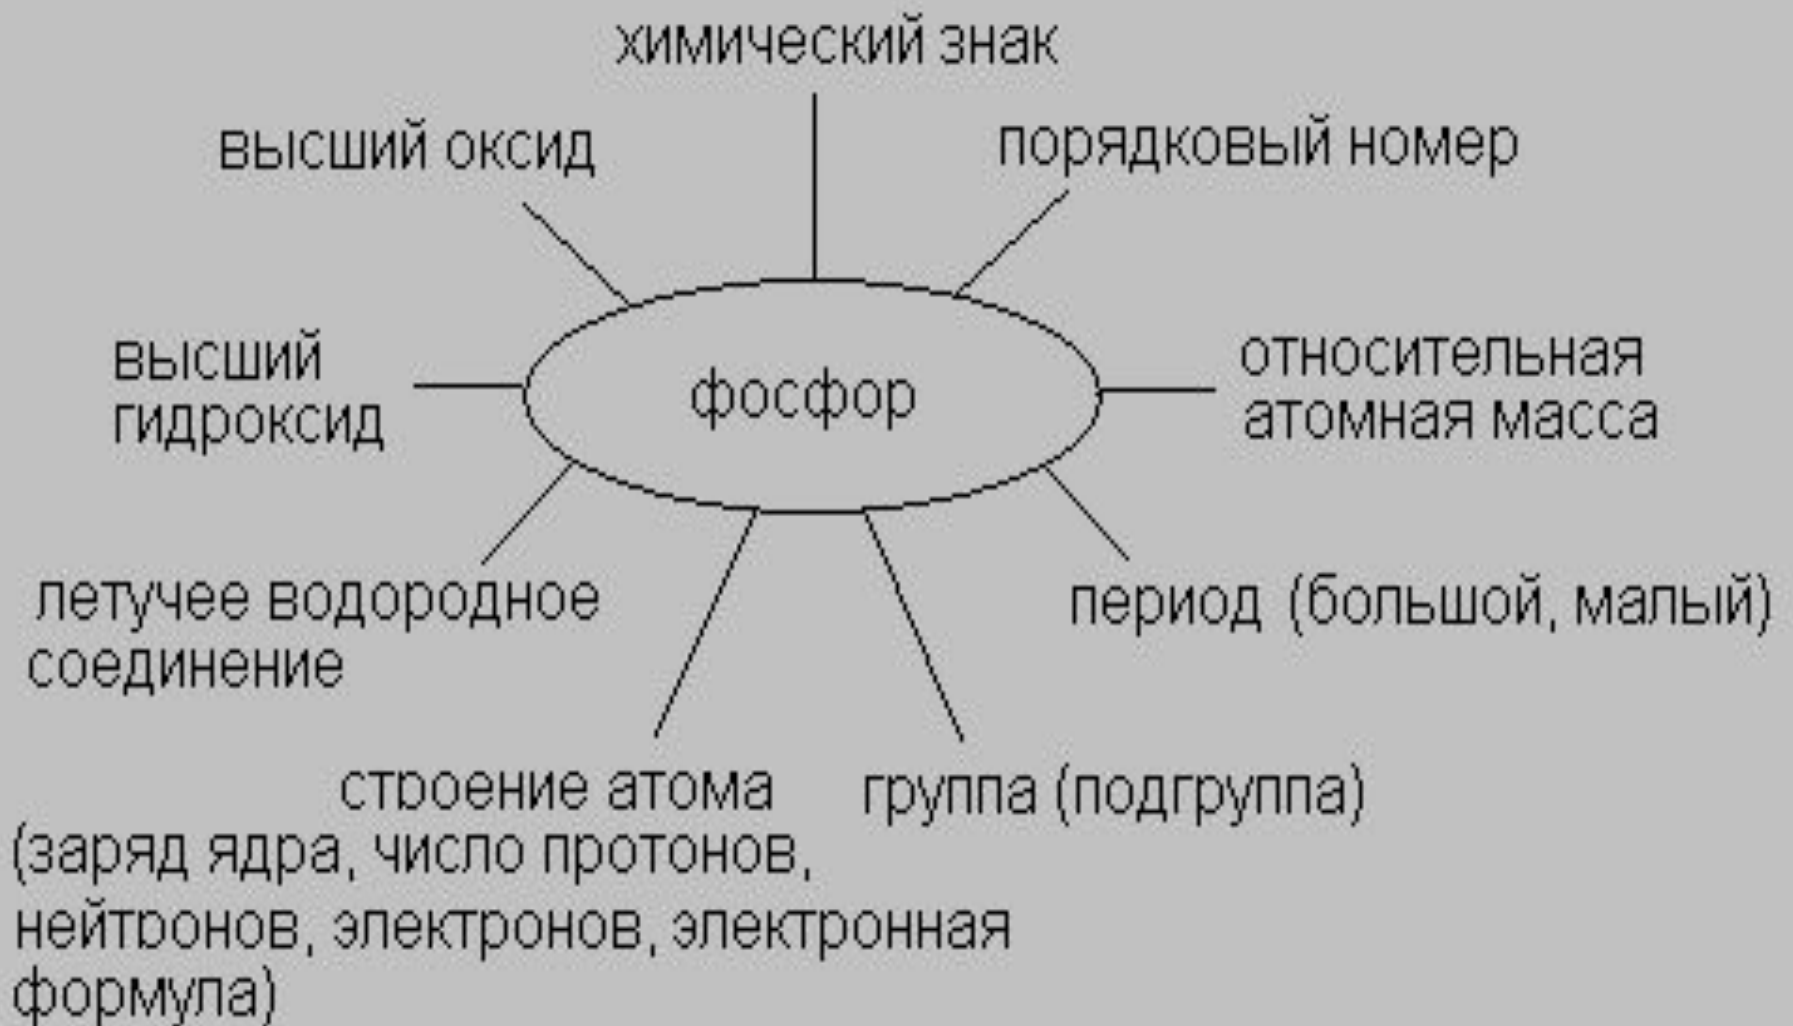 химический знак
высший оксид
порядковый номер
высший
гидроксид
фосфор
относительная
атомная масса
летучее водородное
соединение
период (большой, малый)
строение атома
(заряд ядра, число протонов,
нейтронов, электронов, электронная
формула)
группа (подгруппа)